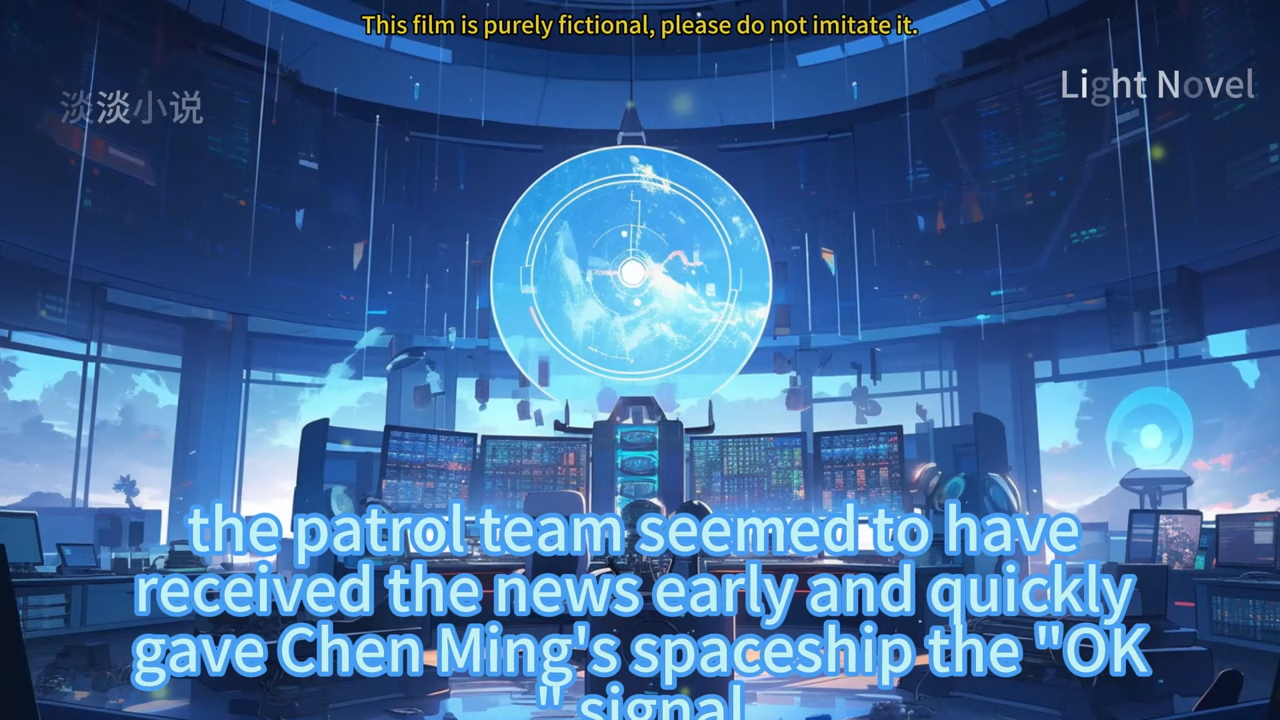 This film is purely fictional, please do not imitate it.
淡淡小说
Light Novel
the patrol team seemed to have
received the news early and quickly
gave Chen Ming's spaceship the "OK
" signal